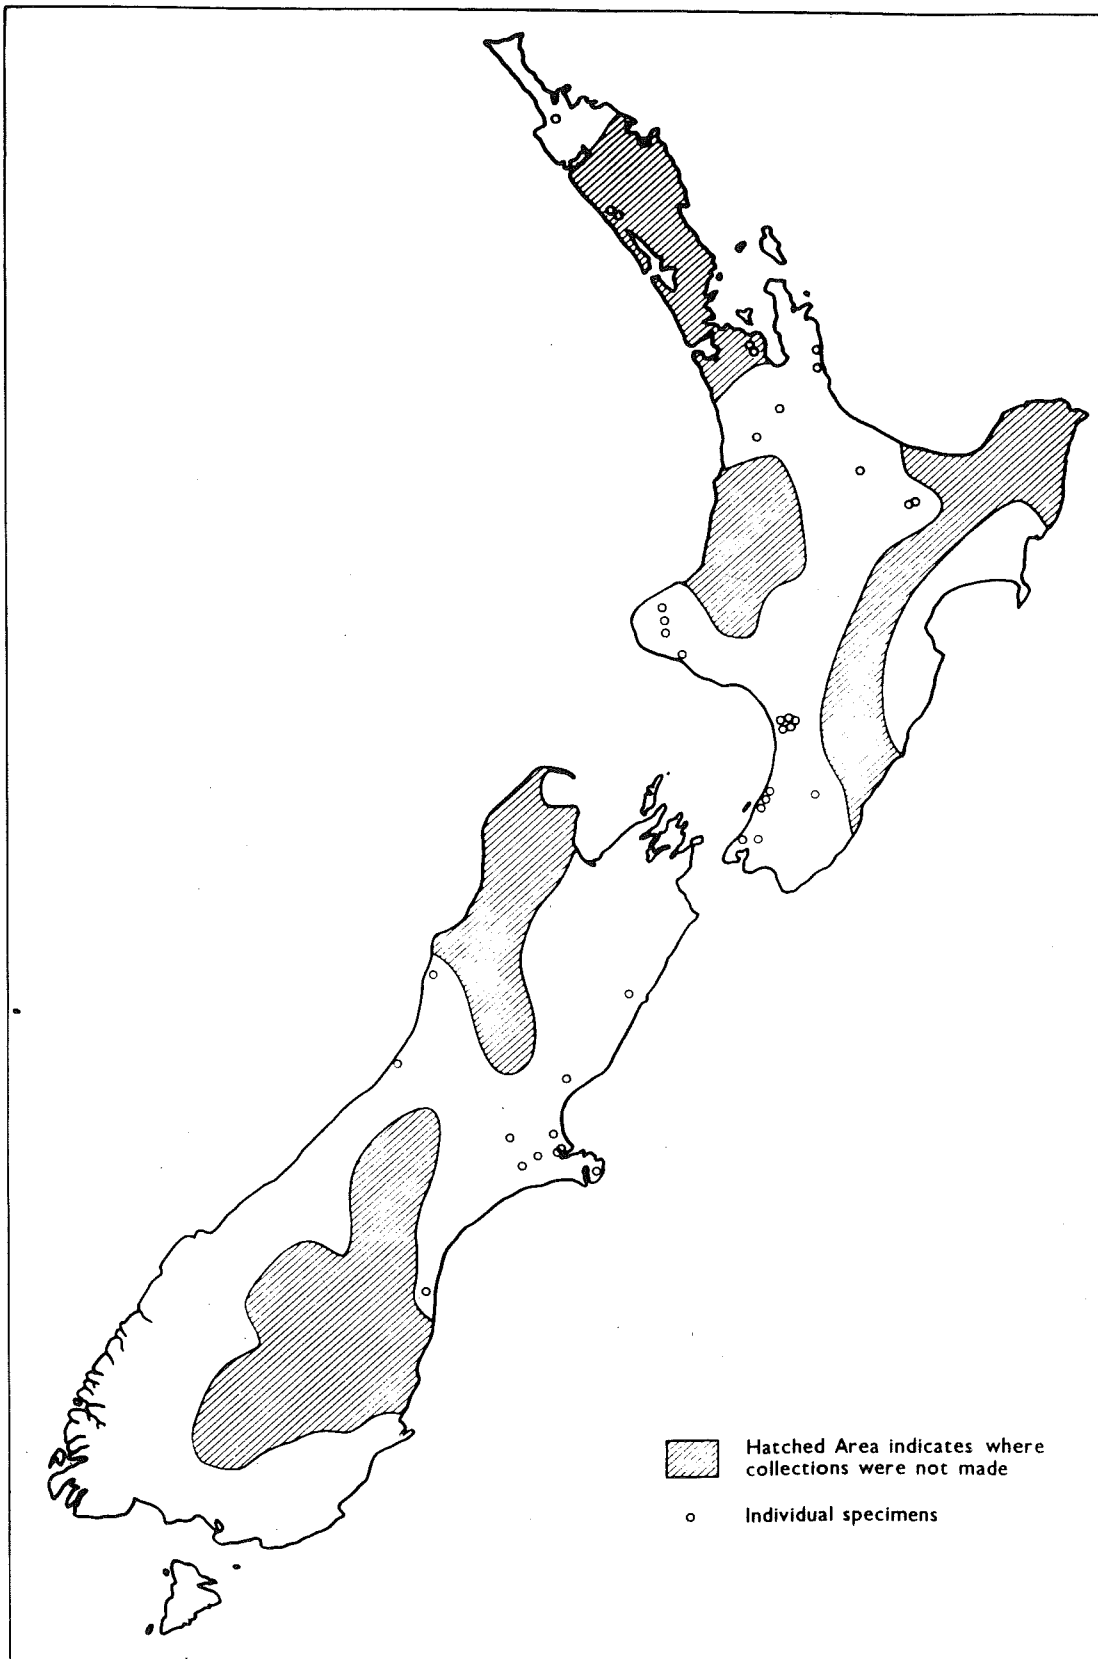 Hatched Area indicates where
collections were not made
Individual specimens